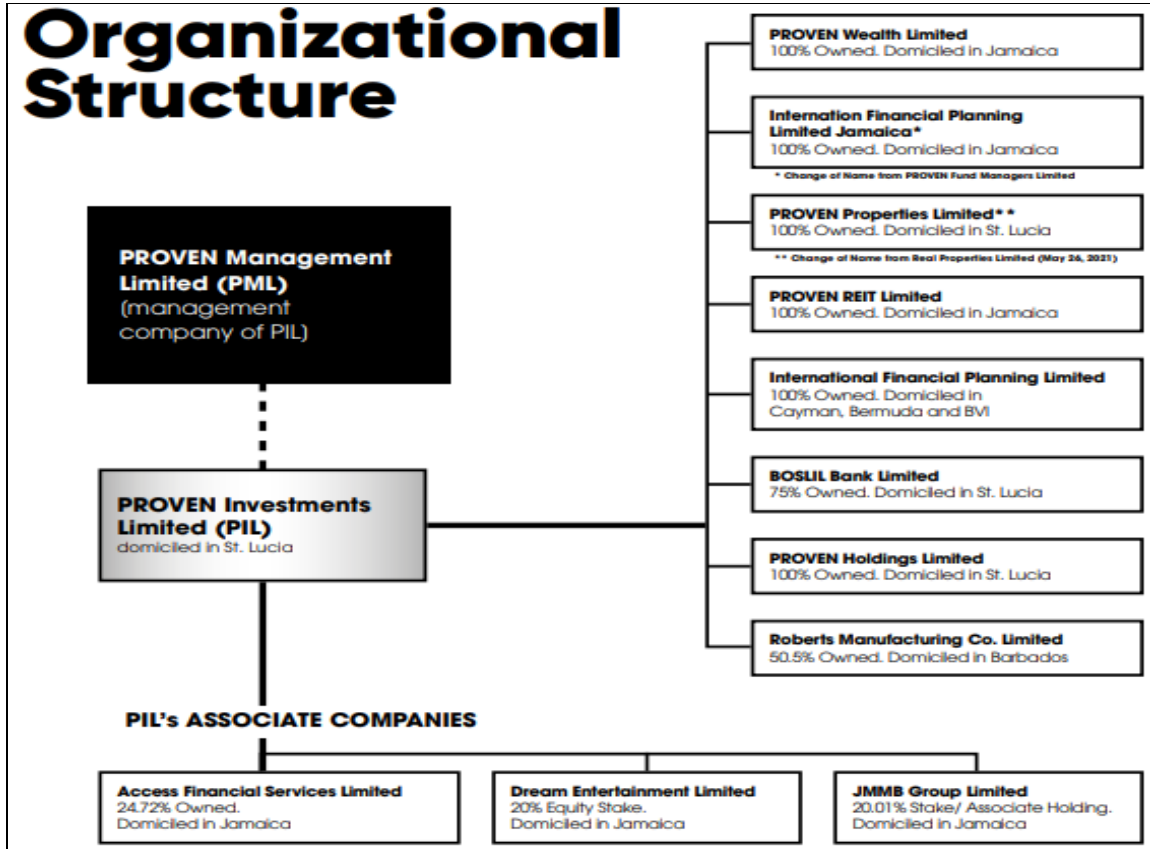 Organizational
Structure
PROVEN Management
Limited (PML)
(management
company of PIL)
PROVEN Investments
Limited (PIL)
domiciled in St. Lucia
PROVEN Wealth Limited
100% Owned. Domiciled in Jamaica
Internation Financial Planning
Limited Jamaica*
100% Owned. Domiciled in Jamaica
* Change of Name from PROVEN Fund Managers Limited
PROVEN Properties Limited**
100% Owned. Domiciled in St. Lucia
** Change of Name from Real Properties Limited (May 26, 2021)
PROVEN REIT Limited
100% Owned. Domiciled in Jamaica
International Financial Planning Limited
100% Owned. Domiciled in
Cayman, Bermuda and BVI
BOSLIL Bank Limited
75% Owned. Domiciled in St. Lucia
PROVEN Holdings Limited
100% Owned. Domiciled in St. Lucia
Roberts Manufacturing Co. Limited
50.5% Owned. Domiciled in Barbados
PIL's ASSOCIATE COMPANIES
Access Financial Services Limited
24.72% Owned.
Domiciled in Jamaica
Dream Entertainment Limited
20% Equity Stake.
Domiciled in Jamaica
JMMB Group Limited
20.01% Stake/ Associate Holding.
Domiciled in Jamaica